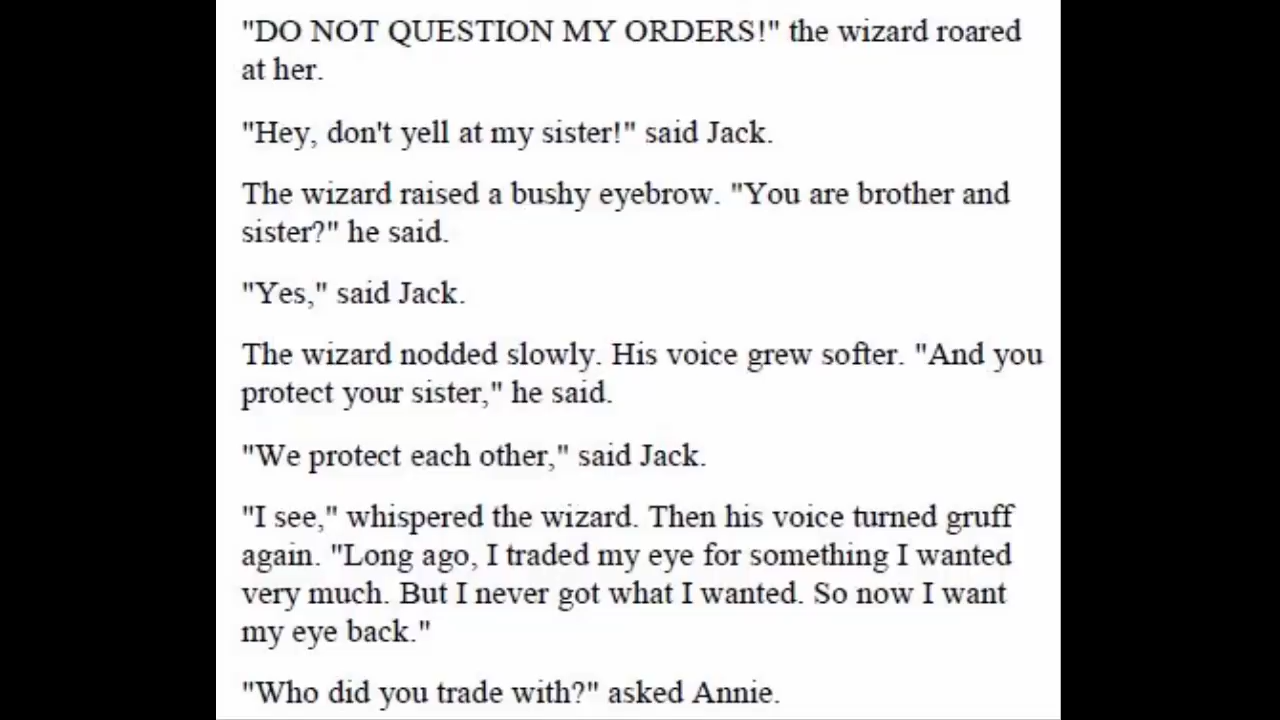 "DO NOT QUESTION MY ORDERS!" the wizard roared
at her.
"Hey, don't yell at my sister!" said Jack.
The wizard raised a bushy eyebrow. "You are brother and
sister?" he said.
"Yes," said Jack.
The wizard nodded slowly. His voice grew softer. "And you
protect your sister," he said.
"We protect each other," said Jack.
"I see," whispered the wizard. Then his voice turned gruff
again. "Long ago, I traded my eye for something I wanted
very much. But I never got what I wanted. So now I want
my eye back."
"Who did you trade with?" asked Annie.